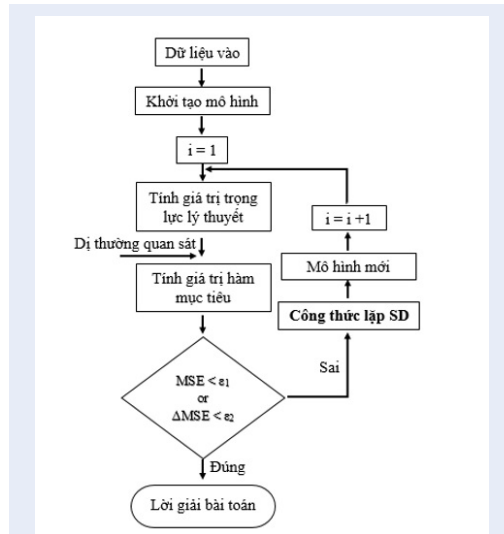 Dữ liệu vào
Khởi tạo mô hình
i = 1
Tính giá trị trọng
lực lý thuyết
Dị thường quan sát
Tính giá trị hàm
mục tiêu
MSE < ε1
or
ΔMSE < ε2
Đúng
Lời giải bài toán
Sai
Công thức lặp SD
Mô hình mới
i = i +1